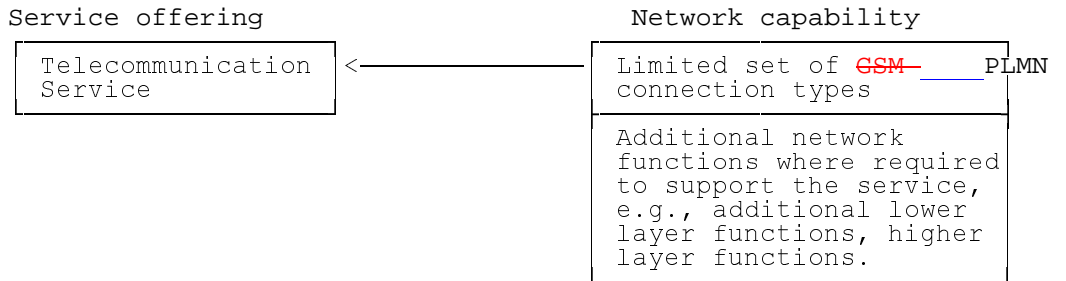 Service offering
Network capability
Telecommunication
Service
<
Limited set of GSM ____PLMN
connection types
Additional network
functions where required
to support the service,
e.g., additional lower
layer functions, higher
layer functions.